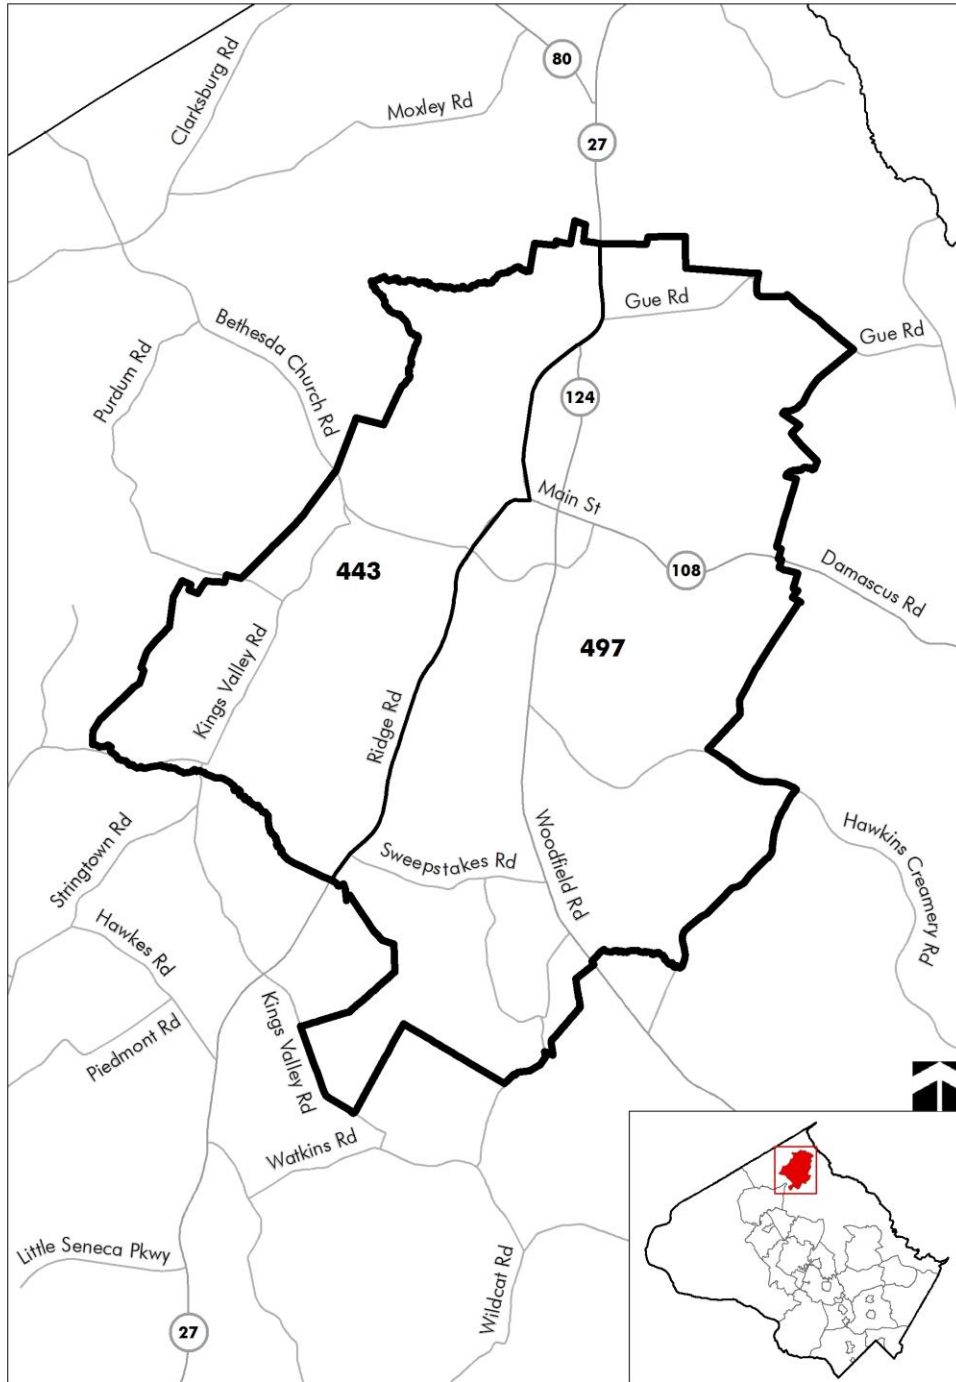 Clarksburg Rd
80
Moxley Rd
27
Gue Rd
Bethesda Church Rd
Gue Rd
Purdum Rd
124
Main St
443
108
Damascus Rd
497
Kings Valley Rd
Ridge Rd
Stringtown Rd
Sweepstakes Rd
Woodfield Rd
Hawkins Creamery Rd
Hawkes Rd
Piedmont Rd
Kings Valley Rd
Watkins Rd
Little Seneca Pkwy
Wildcat Rd
27